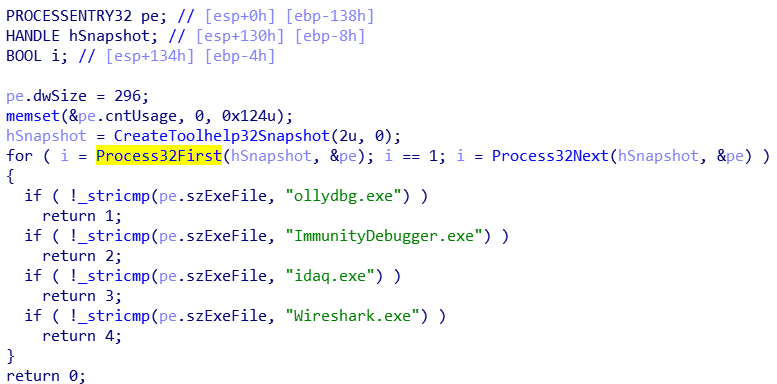 PROCESSENTRY32 pe; // [esp+0h] [ebp-138h]
HANDLE hSnapshot; // [esp+130h] [ebp-8h]
BOOL i; // [esp+134h] [ebp-4h]

pe.dwSize = 296;
memset(&pe.cntUsage, 0, 0x124u);
hSnapshot = CreateToolhelp32Snapshot(2u, 0);
for ( i = Process32First(hSnapshot, &pe); i == 1; i = Process32Next(hSnapshot, &pe) )
{
  if ( !_stricmp(pe.szExeFile, "ollydbg.exe") )
    return 1;
  if ( !_stricmp(pe.szExeFile, "ImmunityDebugger.exe") )
    return 2;
  if ( !_stricmp(pe.szExeFile, "idaq.exe") )
    return 3;
  if ( !_stricmp(pe.szExeFile, "Wireshark.exe") )
    return 4;
}
return 0;